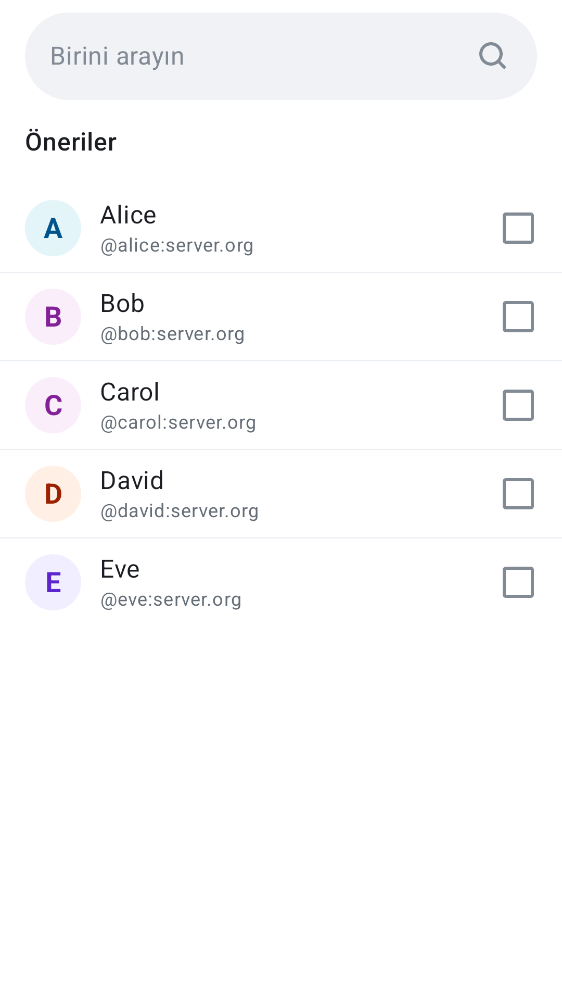 Birini arayın
Öneriler
A
Alice
@alice:server.org
B
Bob
@bob:server.org
C
Carol
@carol:server.org
D
David
@david:server.org
E
Eve
@eve:server.org